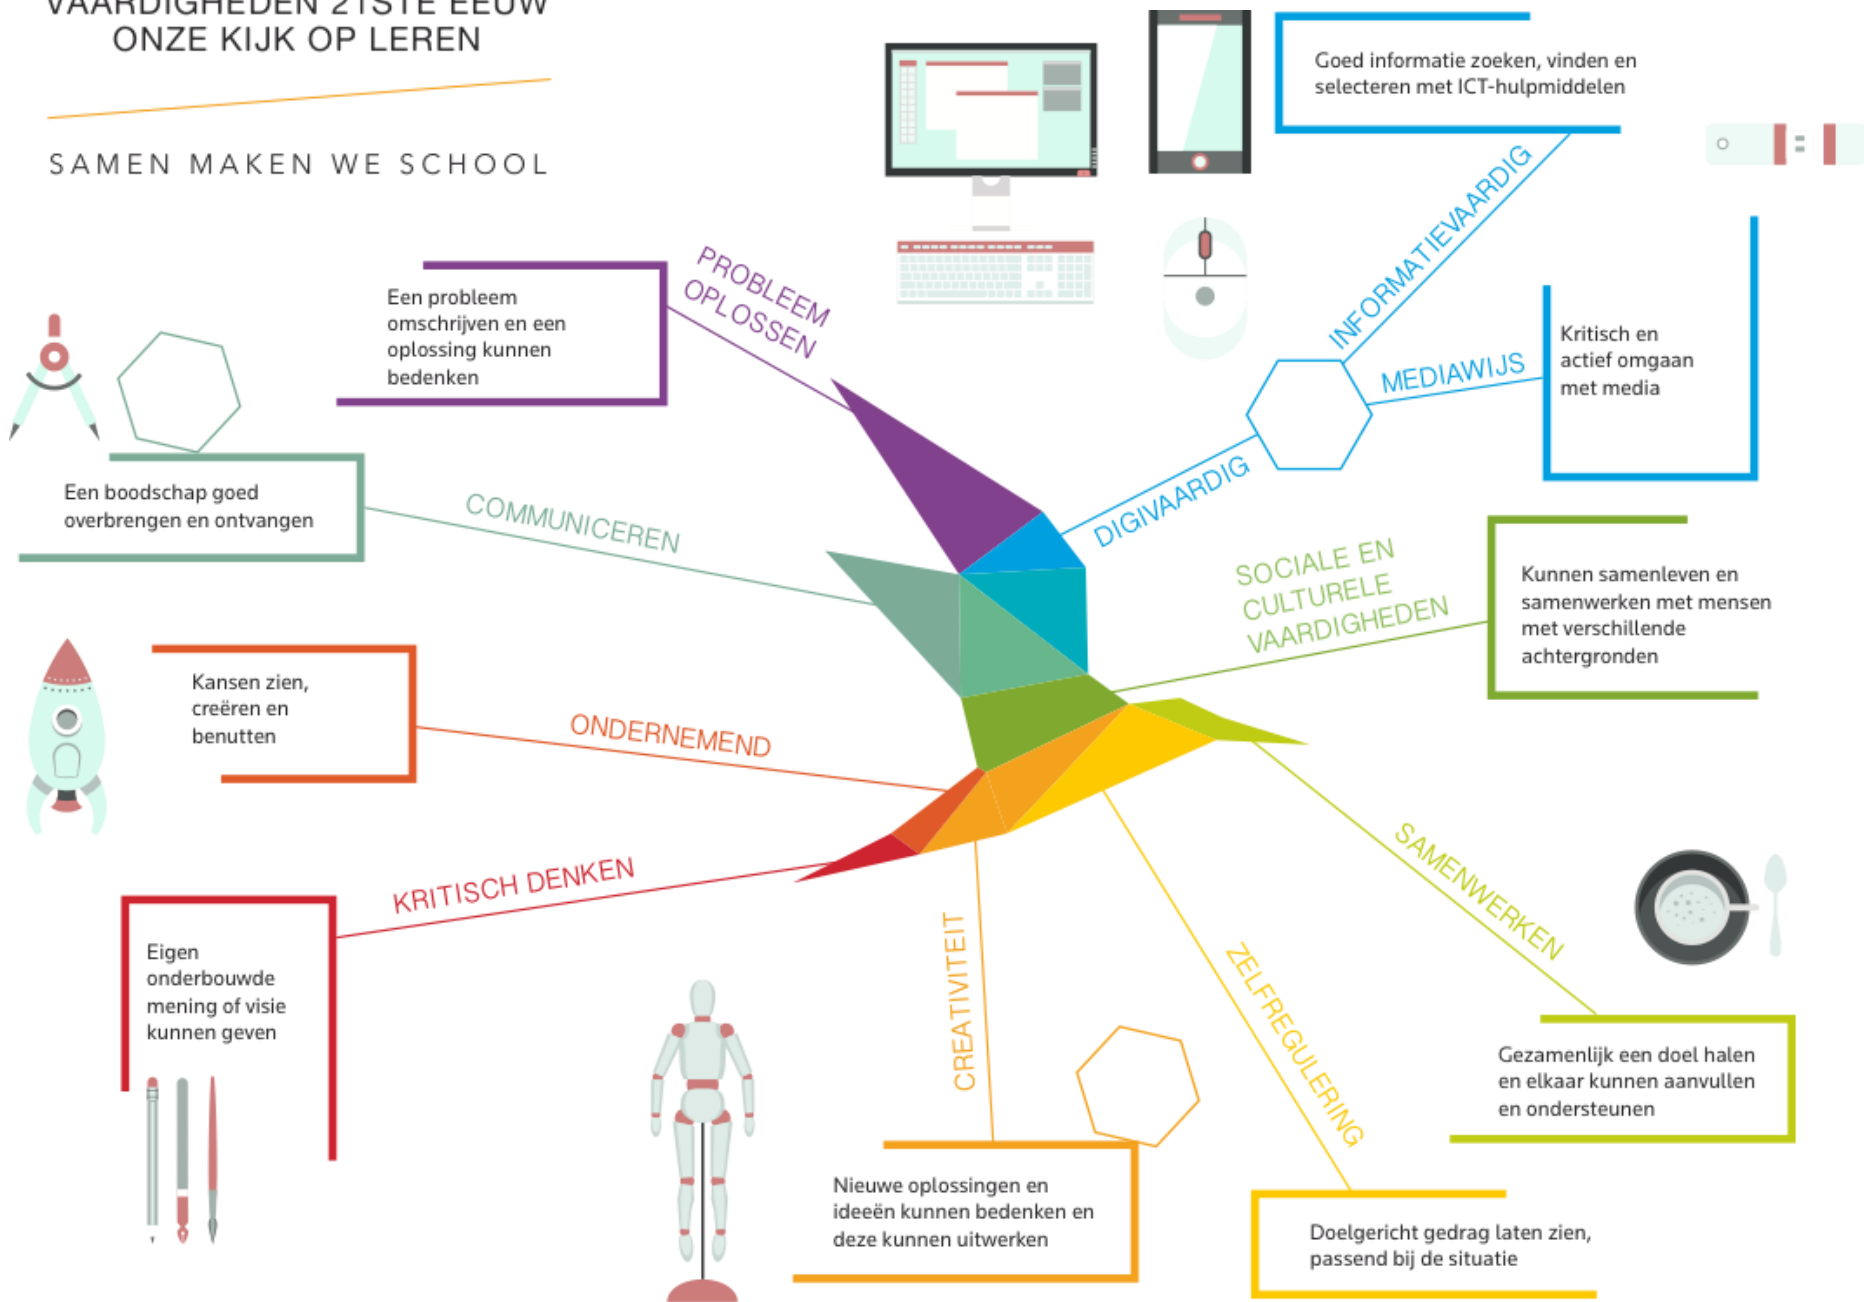 VAARDIGHEDEN 21STE EEUW
ONZE KIJK OP LEREN
SAMEN MAKEN WE SCHOOL
Goed informatie zoeken, vinden en
selecteren met ICT-hulpmiddelen
INFORMATIEVAARDIG
MEDIAWIJS
Kritisch en
actief omgaan
met media
DIGIVAARDIG
PROBLEEM
OPLOSSEN
Een probleem
omschrijven en een
oplossing kunnen
bedenken
COMMUNICEREN
Een boodschap goed
overbrengen en ontvangen
SOCIALE EN
CULTURELE
VAARDIGHEDEN
Kunnen samenleven en
samenwerken met mensen
met verschillende
achtergronden
ONDERNEMEND
Kansen zien,
creëren en
benutten
KRITISCH DENKEN
Eigen
onderbouwde
mening of visie
kunnen geven
CREATIVITEIT
Nieuwe oplossingen en
ideeën kunnen bedenken en
deze kunnen uitwerken
ZELFREGULERING
Doelgericht gedrag laten zien,
passend bij de situatie
SAMENWERKEN
Gezamenlijk een doel halen
en elkaar kunnen aanvullen
en ondersteunen